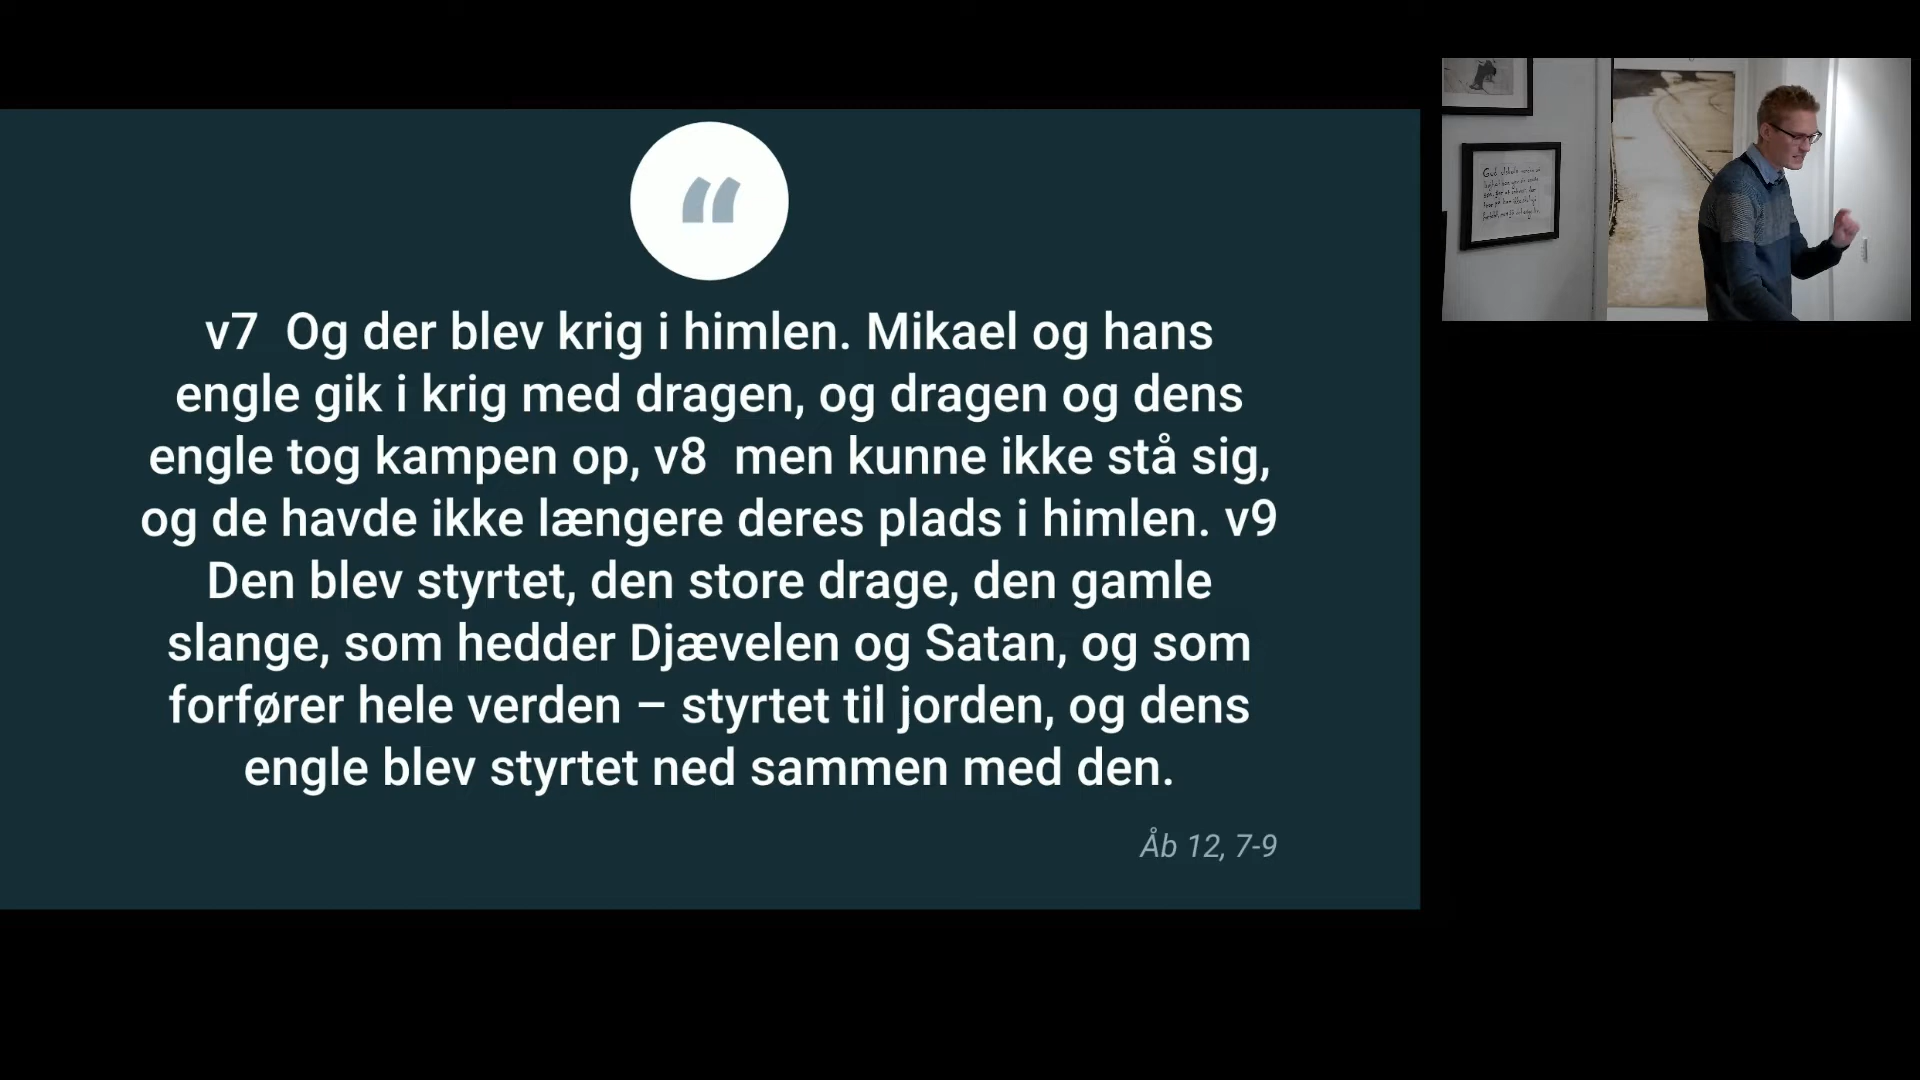 “
v7  Og der blev krig i himlen. Mikael og hans
engle gik i krig med dragen, og dragen og dens
engle tog kampen op, v8  men kunne ikke stå sig,
og de havde ikke længere deres plads i himlen. v9
Den blev styrtet, den store drage, den gamle
slange, som hedder Djævelen og Satan, og som
forfører hele verden – styrtet til jorden, og dens
engle blev styrtet ned sammen med den.
Åb 12, 7-9
Gud elskede